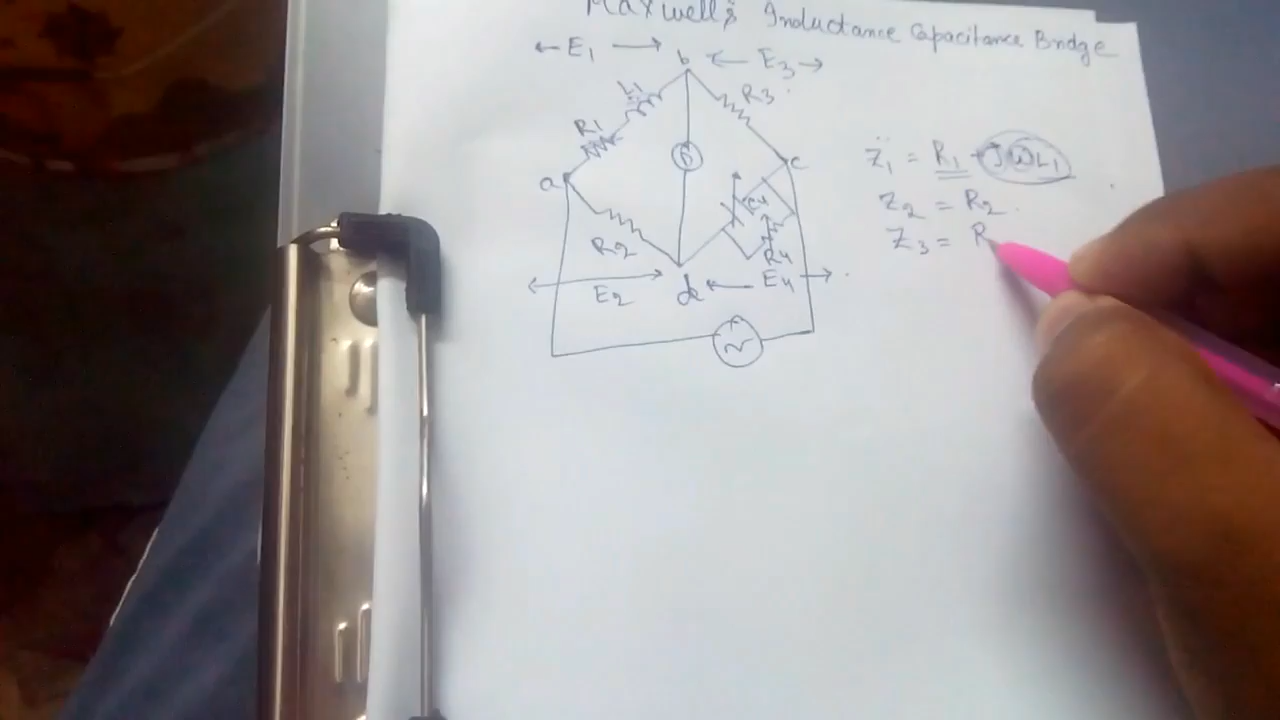 Maxwell's Inductance Capacitance Bridge
E1
b
E3
L1
R3
R1
a
G
c
C4
R2
R4
E2
d
E4
Z1 = R1 + JωL1
Z2 = R2
Z3 = R